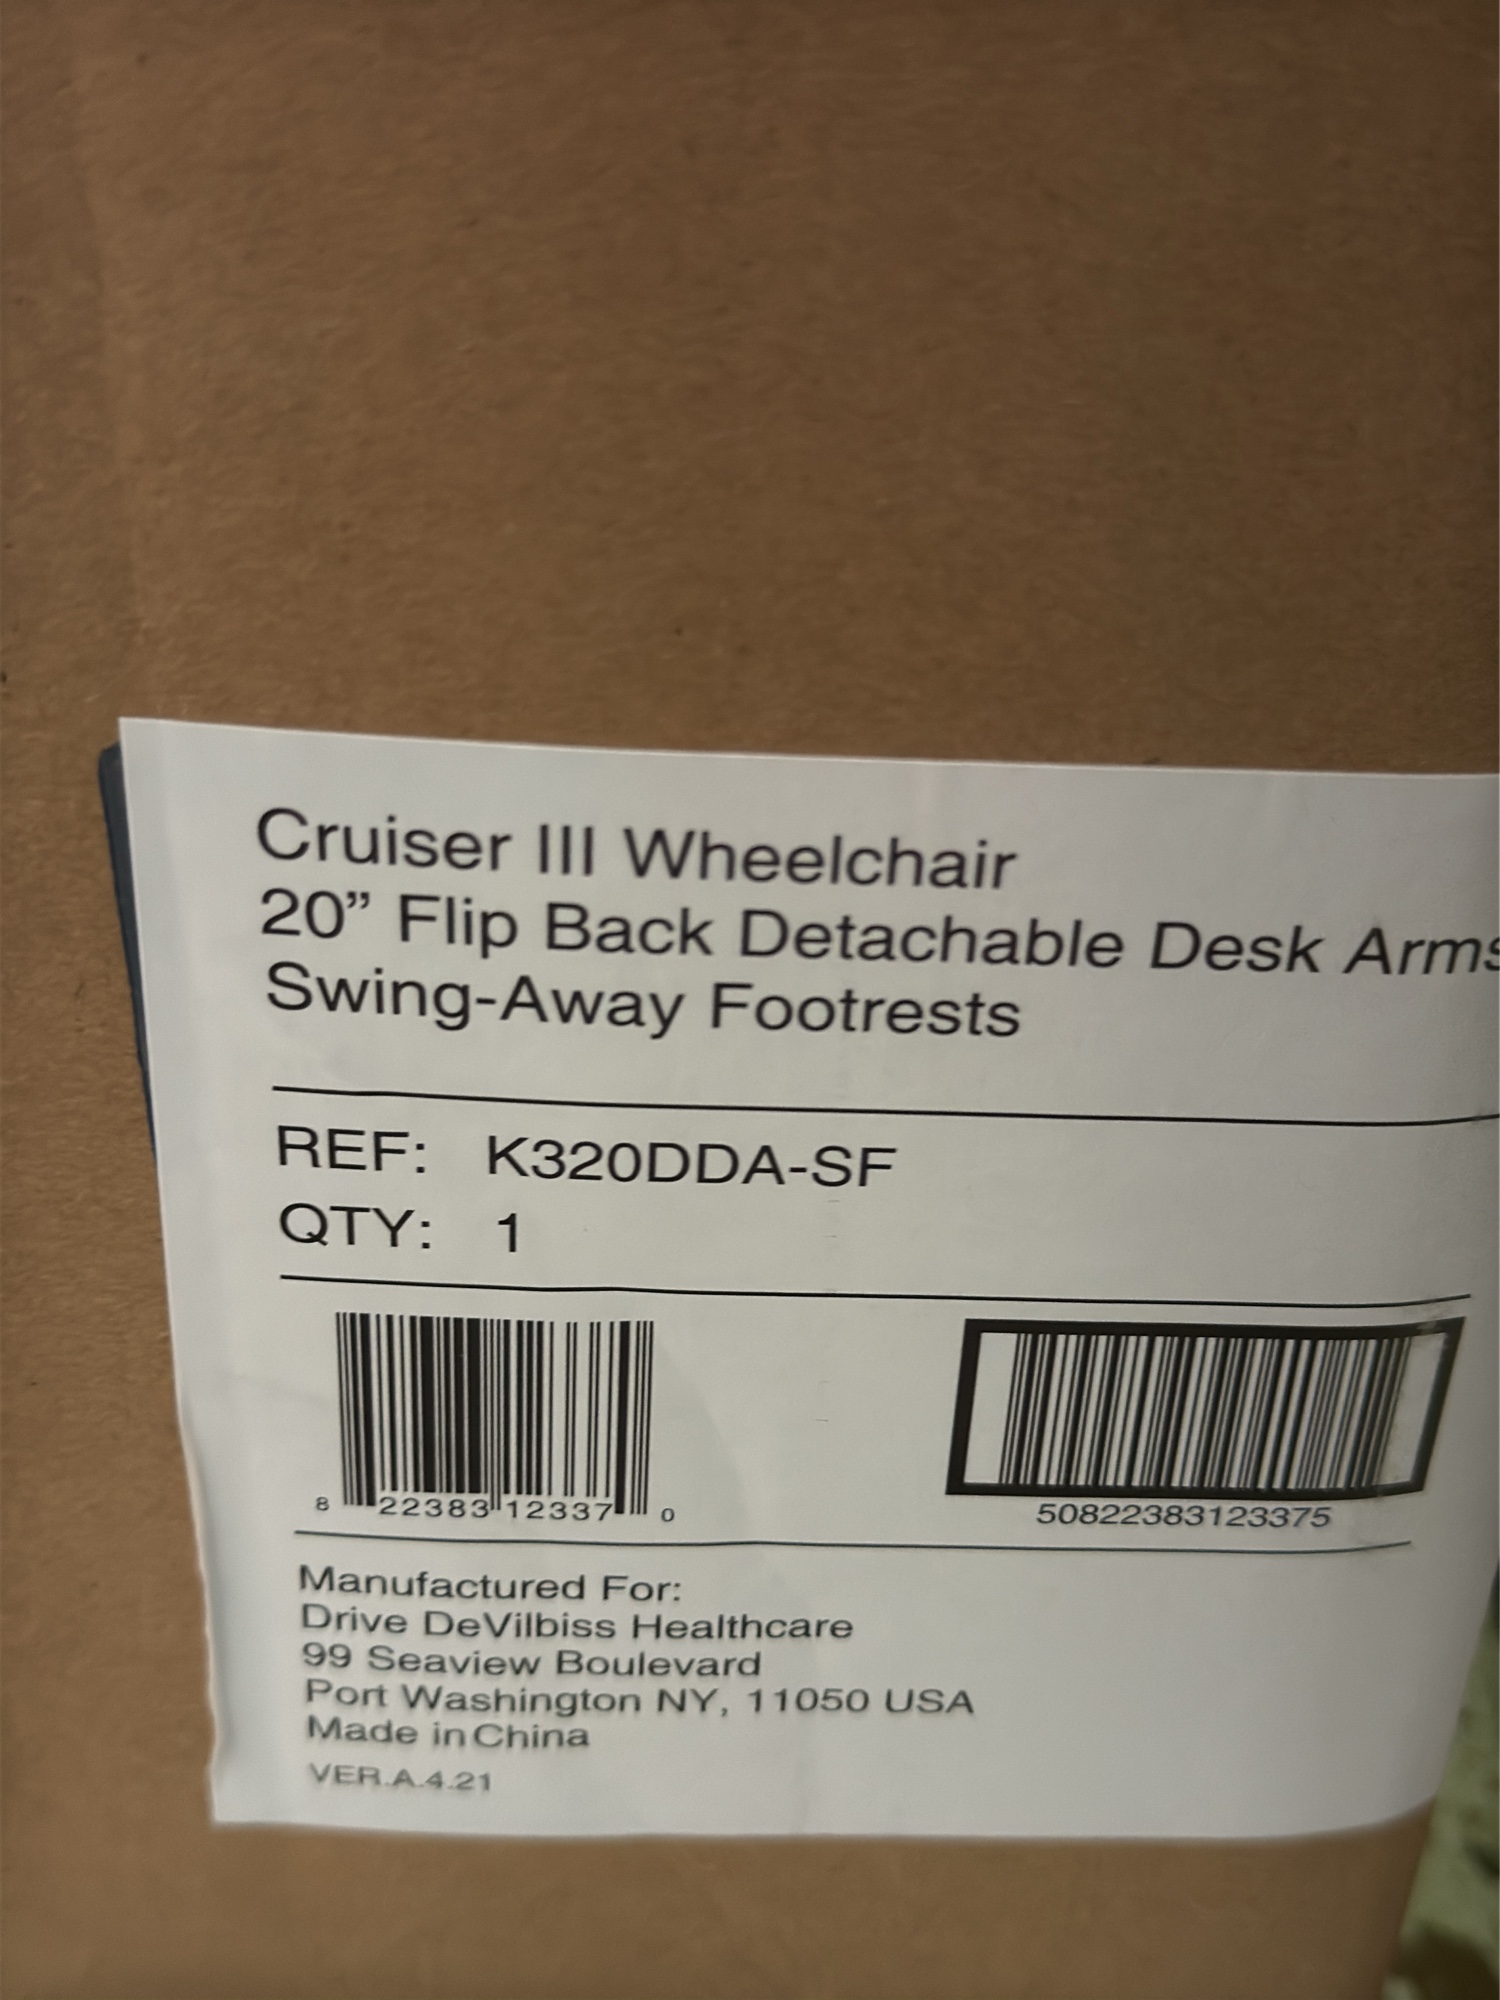 Cruiser III Wheelchair
20” Flip Back Detachable Desk Arms
Swing-Away Footrests
REF: K320DDA-SF
QTY: 1
8 22383 12337 0
50822383123375
Manufactured For:
Drive DeVilbiss Healthcare
99 Seaview Boulevard
Port Washington NY, 11050 USA
Made in China
VER.A.4.21